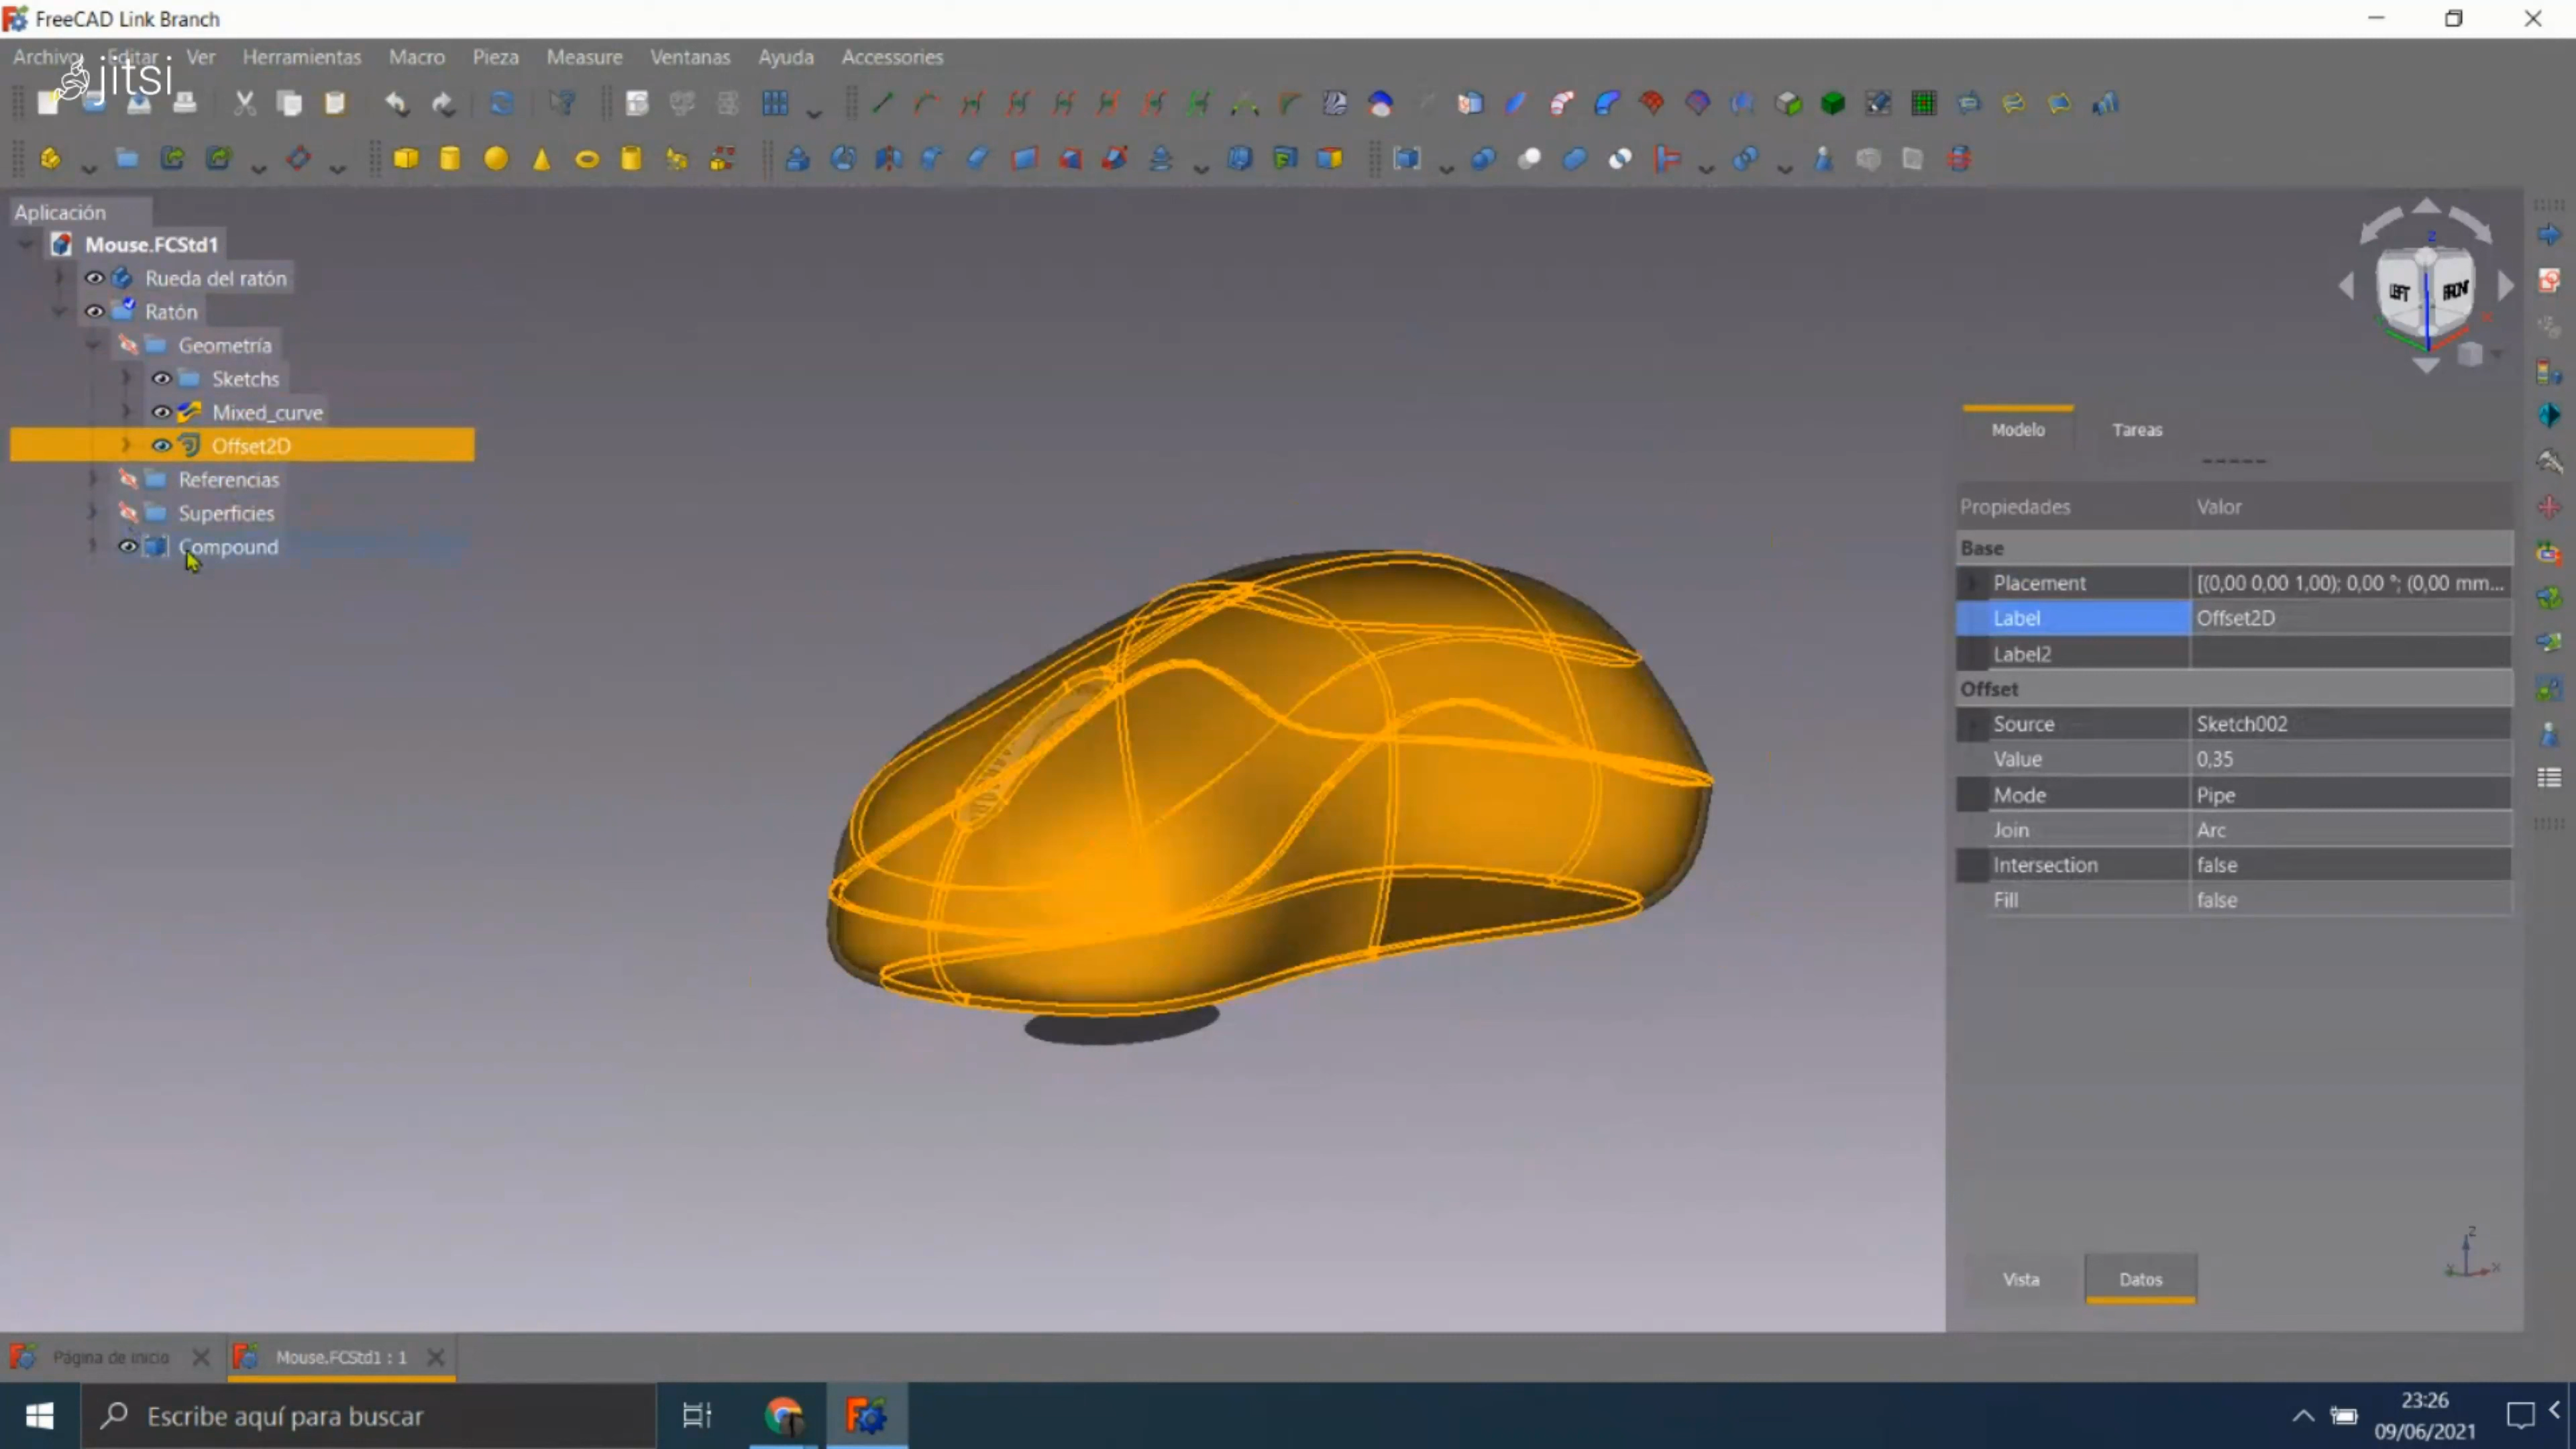 FreeCAD Link Branch
Archivo Editar Ver Herramientas Macro Pieza Measure Ventanas Ayuda Accessories
jitsi
Aplicación
Mouse.FCStd1
Rueda del ratón
Ratón
Geometría
Sketchs
Mixed_curve
Offset2D
Referencias
Superficies
Compound
Z
LEFT FRONT
X
Modelo Tareas
Propiedades Valor
Base
Placement [(0,00 0,00 1,00); 0,00 °; (0,00 mm...
Label Offset2D
Label2
Offset
Source Sketch002
Value 0,35
Mode Pipe
Join Arc
Intersection false
Fill false
Z
Y X
Vista Datos
Página de inicio Mouse.FCStd1 : 1
Escribe aquí para buscar
23:26
09/06/2021